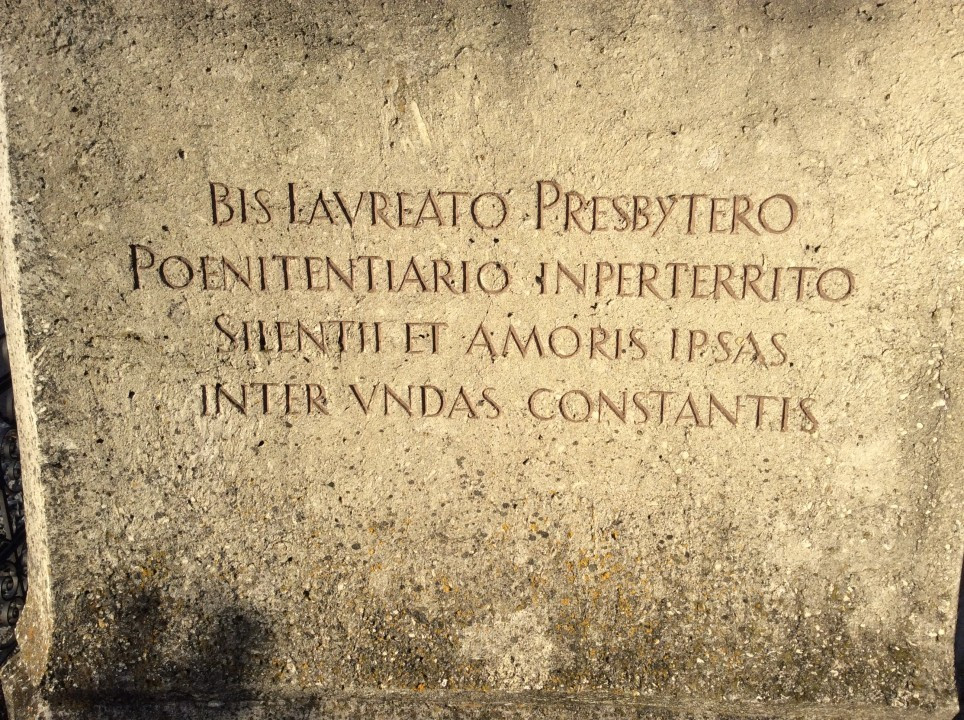 BIS LAVREATO PRESBYTERO
POENITENTIARIO INPERTERRITO
SILENTII ET AMORIS IPSAS
INTER VNDAS CONSTANTIS